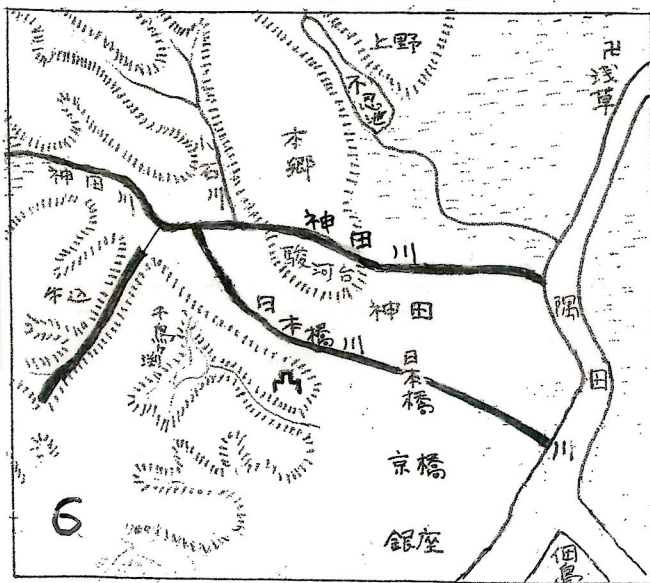 上野
不忍池
卍浅草
本郷
石川
神田川
神田川
駿河台
牛込
千鳥ヶ淵
日本橋川
神田
日本橋
隅田川
京橋
銀座
佃島
6